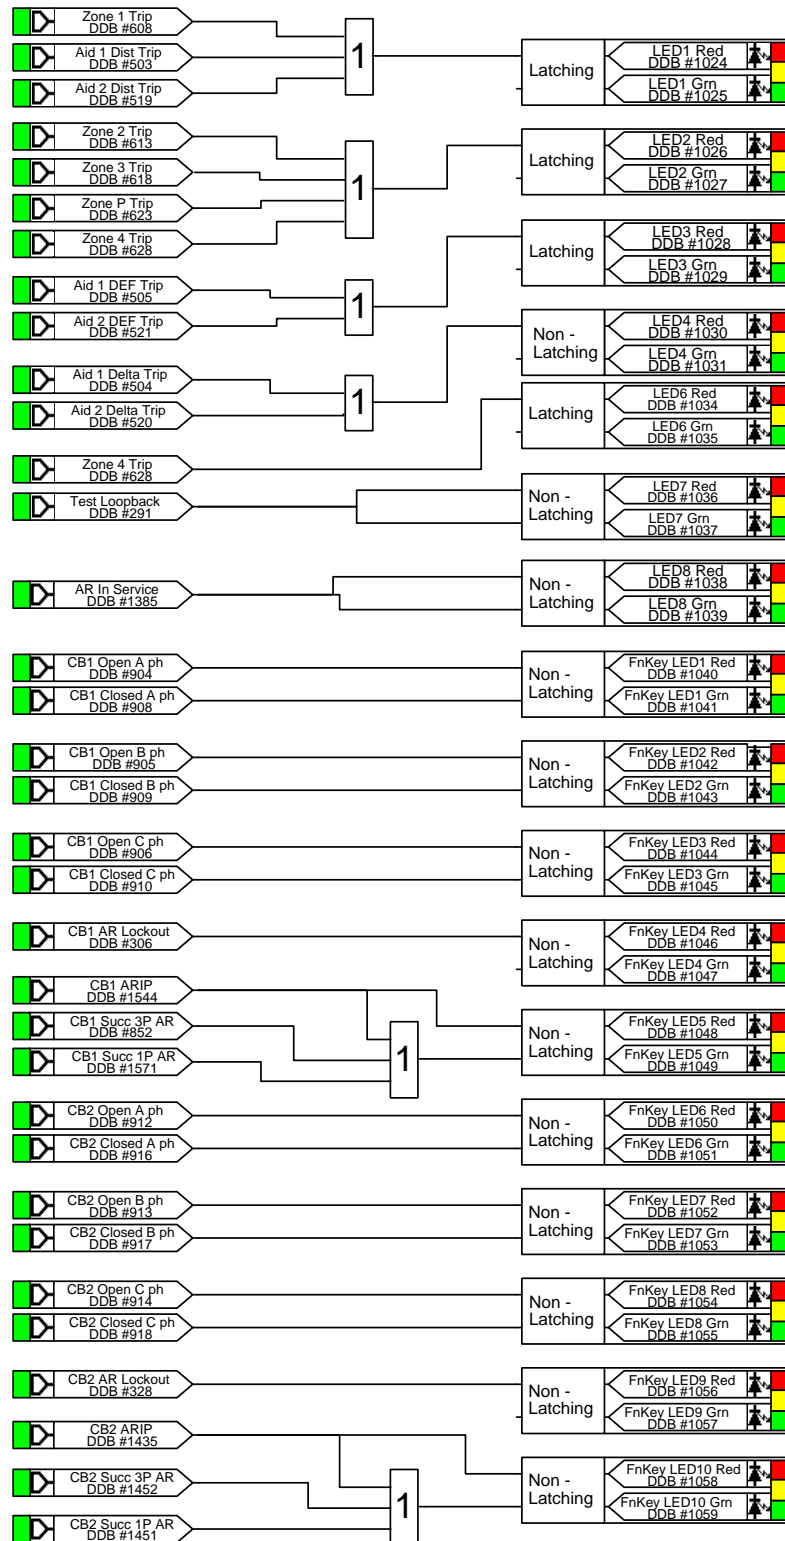 Zone 1 Trip
DDB #608
Aid 1 Dist Trip
DDB #503
Aid 2 Dist Trip
DDB #519
1
Latching
LED1 Red
DDB #1024
LED1 Grn
DDB #1025
Zone 2 Trip
DDB #613
Zone 3 Trip
DDB #618
Zone P Trip
DDB #623
Zone 4 Trip
DDB #628
1
Latching
LED2 Red
DDB #1026
LED2 Grn
DDB #1027
Aid 1 DEF Trip
DDB #505
Aid 2 DEF Trip
DDB #521
1
Latching
LED3 Red
DDB #1028
LED3 Grn
DDB #1029
Aid 1 Delta Trip
DDB #504
Aid 2 Delta Trip
DDB #520
1
Non -
Latching
LED4 Red
DDB #1030
LED4 Grn
DDB #1031
Zone 4 Trip
DDB #628
Latching
LED6 Red
DDB #1034
LED6 Grn
DDB #1035
Test Loopback
DDB #291
Non -
Latching
LED7 Red
DDB #1036
LED7 Grn
DDB #1037
AR In Service
DDB #1385
Non -
Latching
LED8 Red
DDB #1038
LED8 Grn
DDB #1039
CB1 Open A ph
DDB #904
CB1 Closed A ph
DDB #908
Non -
Latching
FnKey LED1 Red
DDB #1040
FnKey LED1 Grn
DDB #1041
CB1 Open B ph
DDB #905
CB1 Closed B ph
DDB #909
Non -
Latching
FnKey LED2 Red
DDB #1042
FnKey LED2 Grn
DDB #1043
CB1 Open C ph
DDB #906
CB1 Closed C ph
DDB #910
Non -
Latching
FnKey LED3 Red
DDB #1044
FnKey LED3 Grn
DDB #1045
CB1 AR Lockout
DDB #306
Non -
Latching
FnKey LED4 Red
DDB #1046
FnKey LED4 Grn
DDB #1047
CB1 ARIP
DDB #1544
CB1 Succ 3P AR
DDB #852
CB1 Succ 1P AR
DDB #1571
1
Non -
Latching
FnKey LED5 Red
DDB #1048
FnKey LED5 Grn
DDB #1049
CB2 Open A ph
DDB #912
CB2 Closed A ph
DDB #916
Non -
Latching
FnKey LED6 Red
DDB #1050
FnKey LED6 Grn
DDB #1051
CB2 Open B ph
DDB #913
CB2 Closed B ph
DDB #917
Non -
Latching
FnKey LED7 Red
DDB #1052
FnKey LED7 Grn
DDB #1053
CB2 Open C ph
DDB #914
CB2 Closed C ph
DDB #918
Non -
Latching
FnKey LED8 Red
DDB #1054
FnKey LED8 Grn
DDB #1055
CB2 AR Lockout
DDB #328
Non -
Latching
FnKey LED9 Red
DDB #1056
FnKey LED9 Grn
DDB #1057
CB2 ARIP
DDB #1435
CB2 Succ 3P AR
DDB #1452
CB2 Succ 1P AR
DDB #1451
1
Non -
Latching
FnKey LED10 Red
DDB #1058
FnKey LED10 Grn
DDB #1059